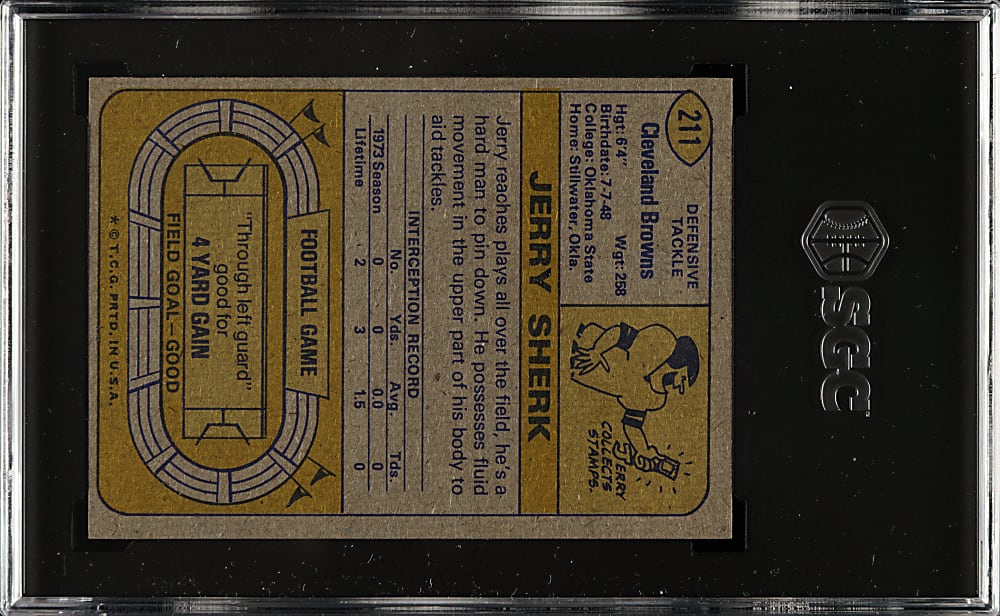 211
DEFENSIVE
TACKLE
Cleveland Browns
Hgt: 6'4" Wgt: 258
Birthdate: 7-7-48
College: Oklahoma State
Home: Stillwater, Okla.
JERRY
COLLECTS
STAMPS.
JERRY SHERK
Jerry reaches plays all over the field, he's a
hard man to pin down. He possesses fluid
movement in the upper part of his body to
aid tackles.
INTERCEPTION RECORD
No. Yds. Avg. Tds.
1973 Season 0 0 0.0 0
Lifetime 2 3 1.5 0
FOOTBALL GAME
"Through left guard"
good for
4 YARD GAIN
FIELD GOAL—GOOD
* © T.C.G. PRTD. IN U.S.A.
SGC